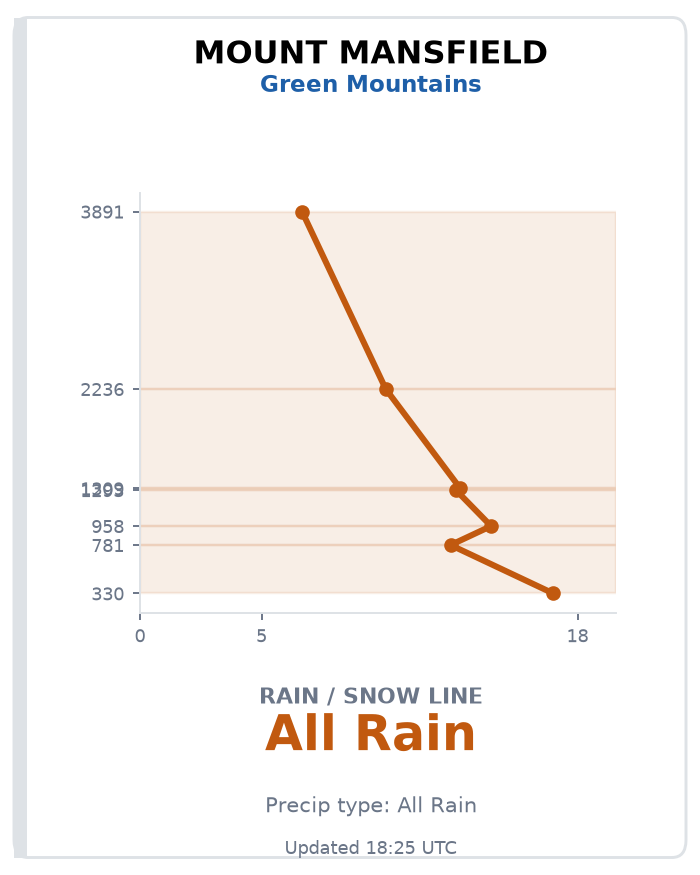 MOUNT MANSFIELD
Green Mountains
3891
2236
958
781
330
0 5 18
RAIN / SNOW LINE
All Rain
Precip type: All Rain
Updated 18:25 UTC